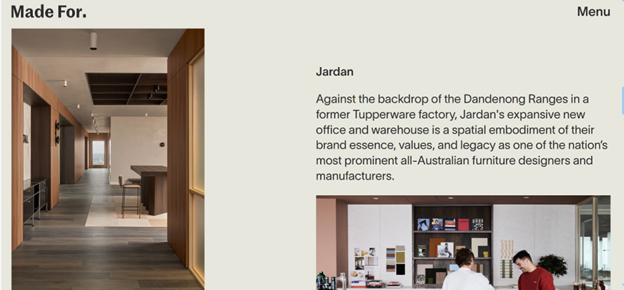 Made For.
Menu
Jardan
Against the backdrop of the Dandenong Ranges in a
former Tupperware factory, Jardan's expansive new
office and warehouse is a spatial embodiment of their
brand essence, values, and legacy as one of the nation’s
most prominent all-Australian furniture designers and
manufacturers.